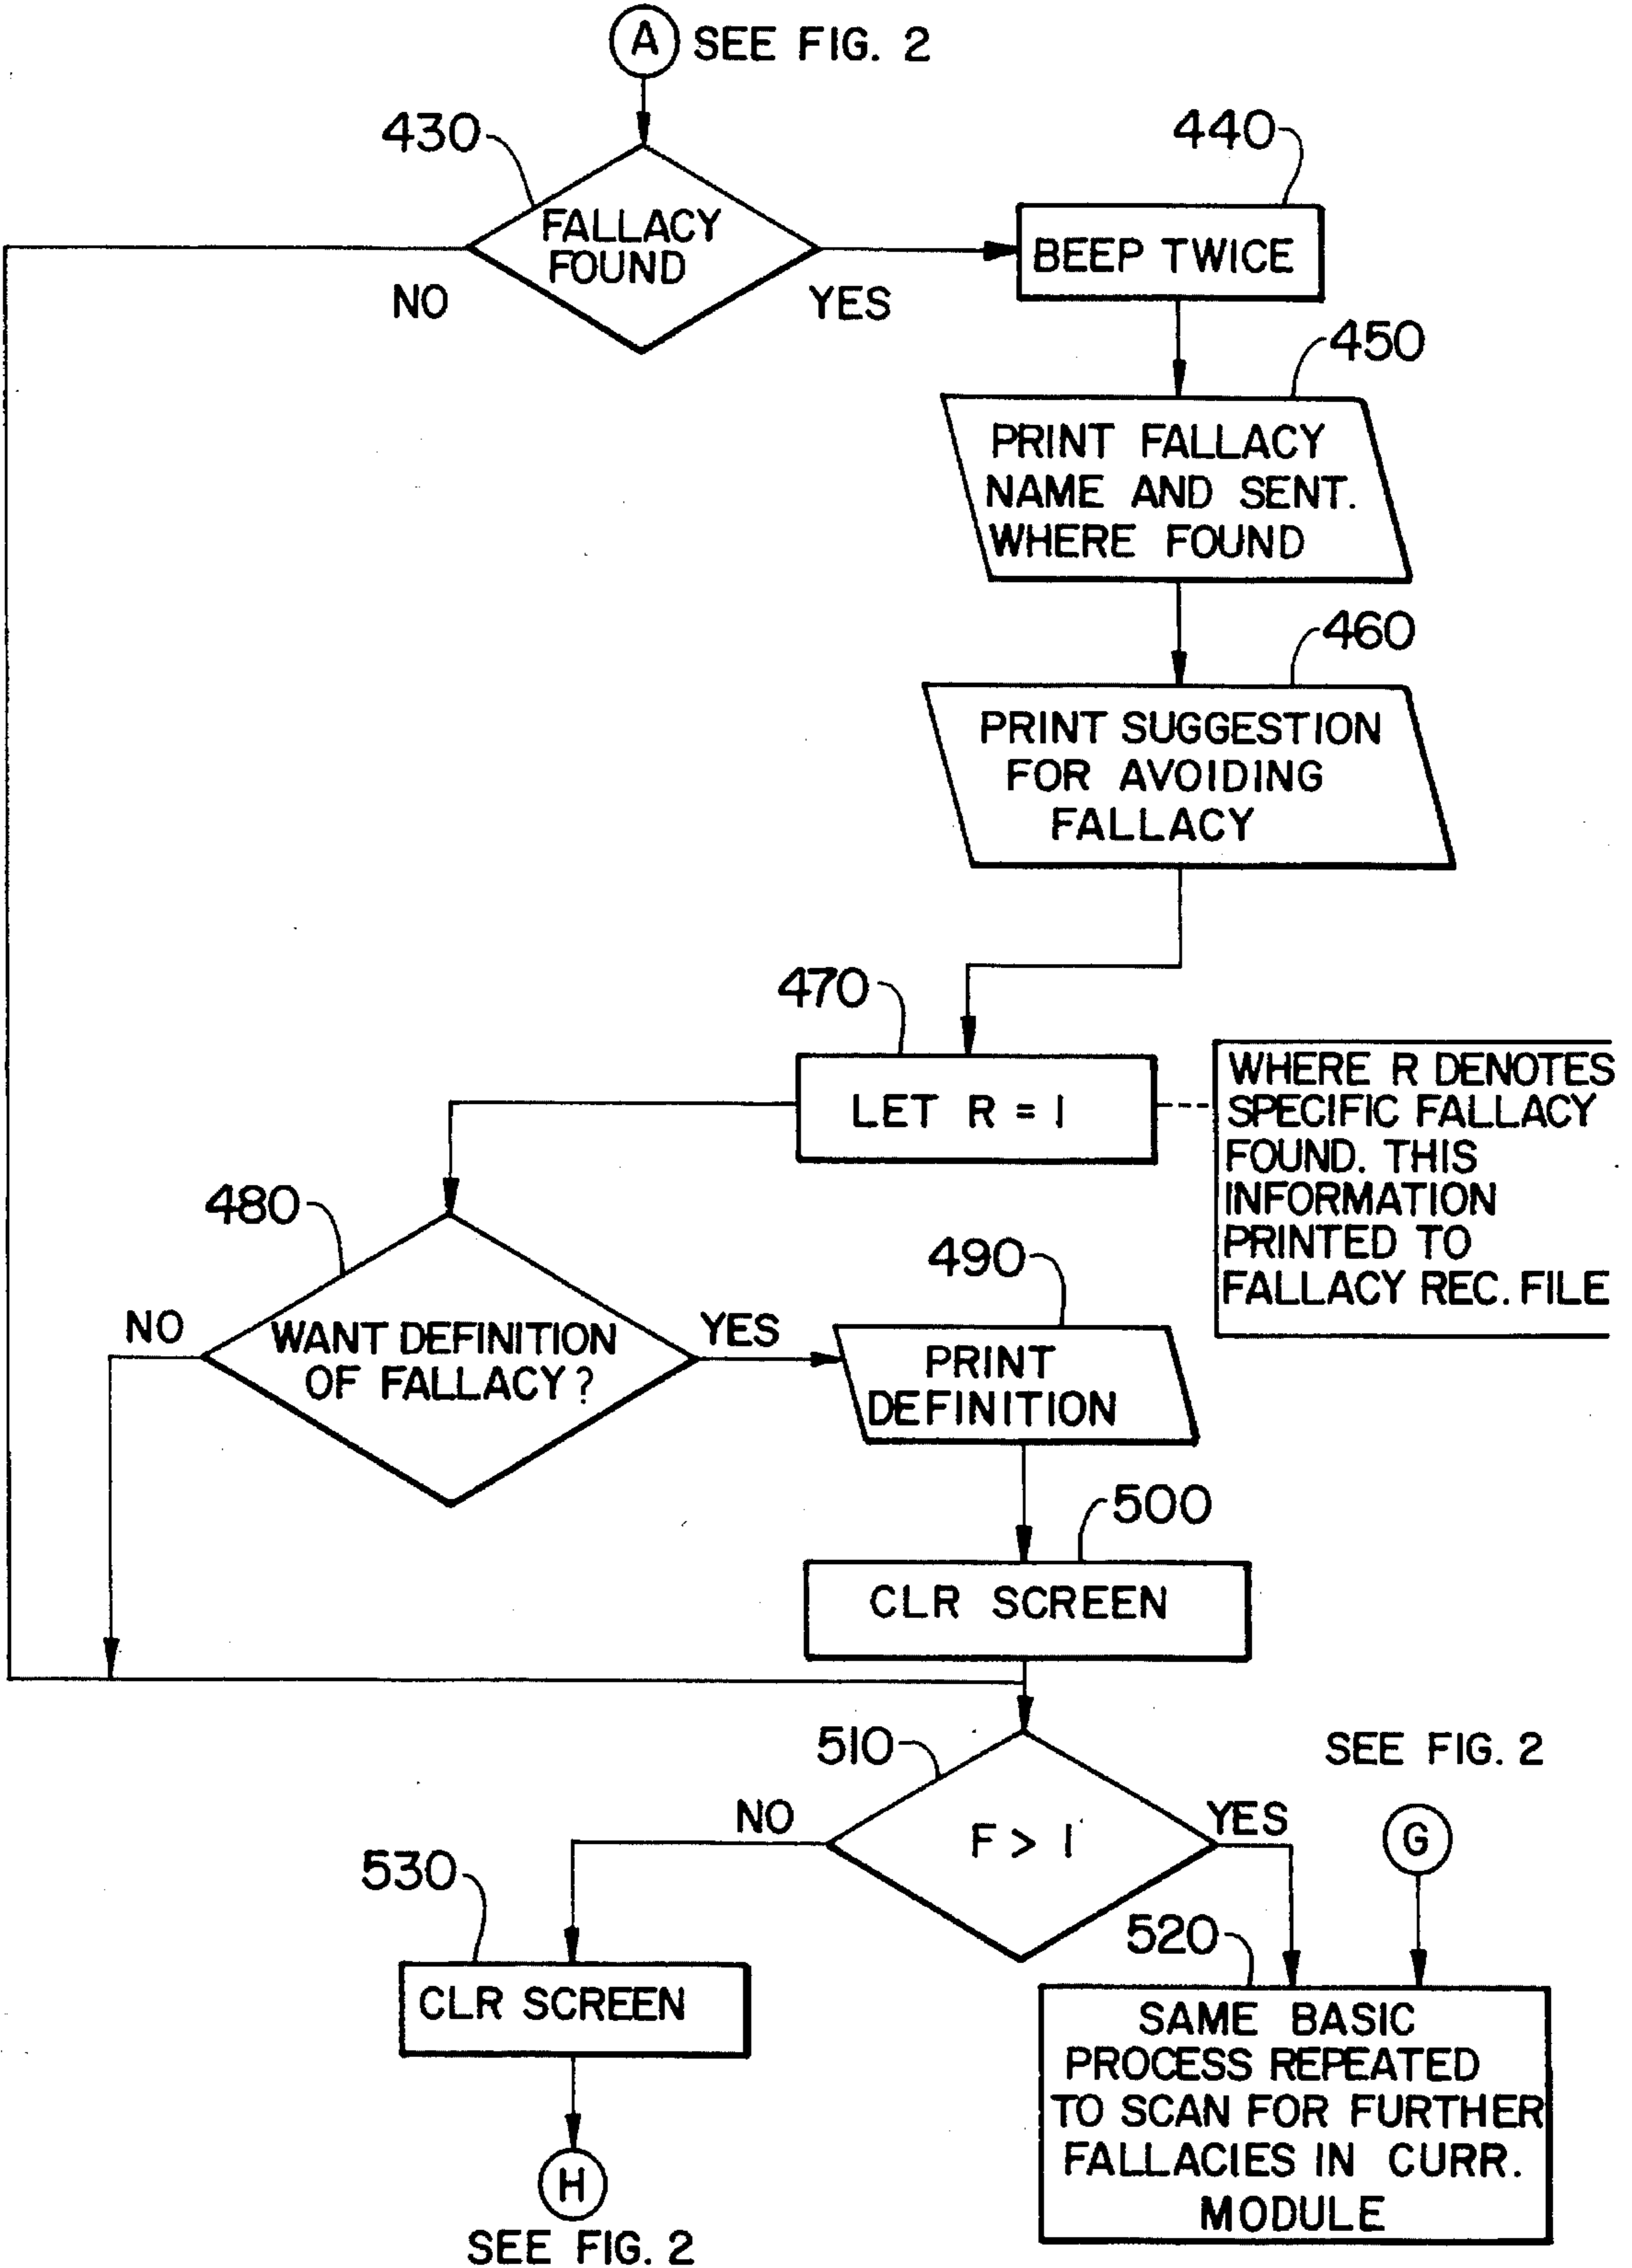 A SEE FIG. 2
430
440
FALLACY
FOUND
BEEP TWICE
NO
YES
450
PRINT FALLACY
NAME AND SENT.
WHERE FOUND
460
PRINT SUGGESTION
FOR AVOIDING
FALLACY
470
LET R = 1
WHERE R DENOTES
SPECIFIC FALLACY
FOUND. THIS
INFORMATION
PRINTED TO
FALLACY REC. FILE
480
490
NO
WANT DEFINITION
OF FALLACY?
YES
PRINT
DEFINITION
500
CLR SCREEN
510
SEE FIG. 2
NO
F > 1
YES
G
530
520
CLR SCREEN
SAME BASIC
PROCESS REPEATED
TO SCAN FOR FURTHER
FALLACIES IN CURR.
MODULE
H
SEE FIG. 2